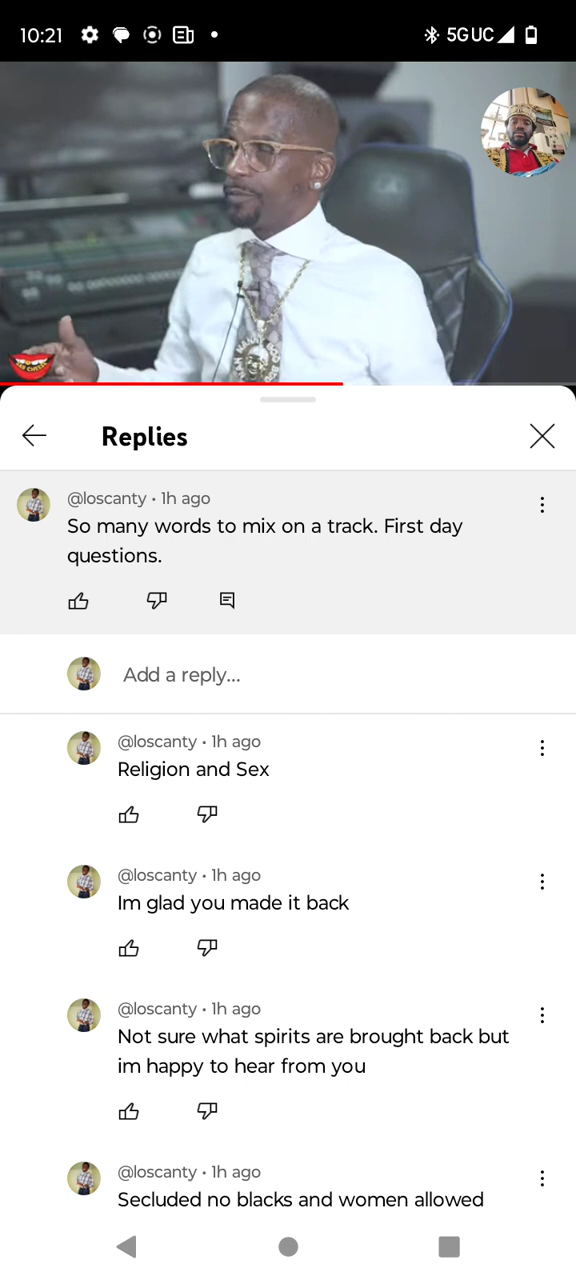 10:21
5G UC
Replies
@loscanty • 1h ago
So many words to mix on a track. First day
questions.
Add a reply...
@loscanty • 1h ago
Religion and Sex
@loscanty • 1h ago
Im glad you made it back
@loscanty • 1h ago
Not sure what spirits are brought back but
im happy to hear from you
@loscanty • 1h ago
Secluded no blacks and women allowed